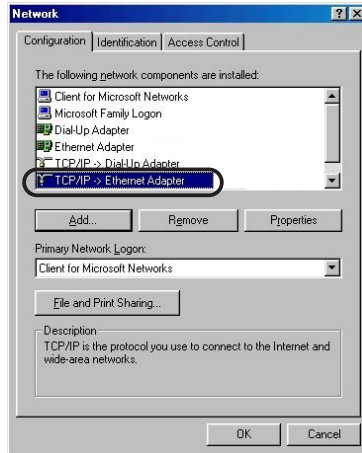 Network
Configuration Identification Access Control
The following network components are installed:
Client for Microsoft Networks
Microsoft Family Logon
Dial-Up Adapter
Ethernet Adapter
TCP/IP -> Dial-Up Adapter
TCP/IP -> Ethernet Adapter
Add... Remove Properties
Primary Network Logon:
Client for Microsoft Networks
File and Print Sharing...
Description
TCP/IP is the protocol you use to connect to the Internet and
wide-area networks.
OK Cancel